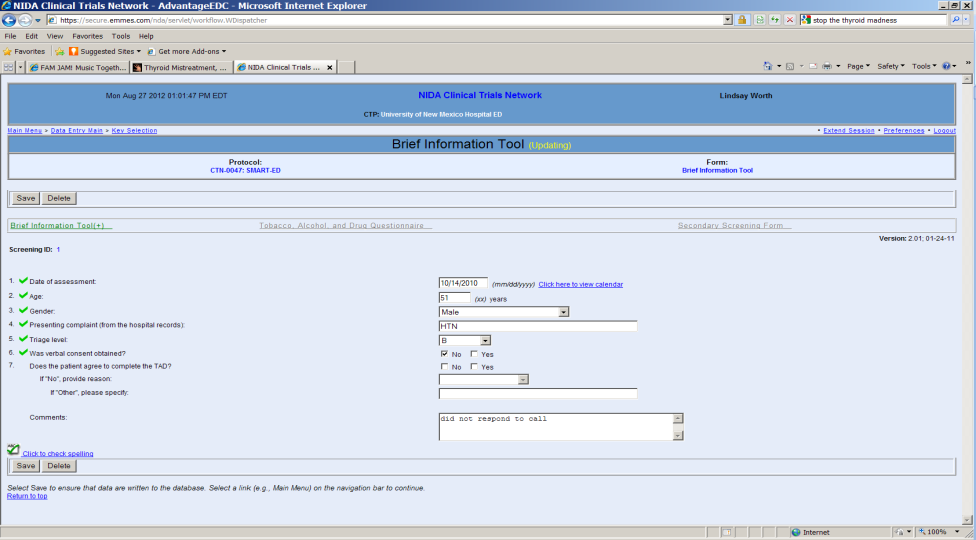 NIDA Clinical Trials Network - AdvantageEDC - Microsoft Internet Explorer
https://secure.emmes.com/nda/servlet/workflow.WDispatcher
stop the thyroid madness
File Edit View Favorites Tools Help
Favorites Suggested Sites Get more Add-ons
FAM JAM! Music Togeth... Thyroid Mistreatment, ... NIDA Clinical Trials ... x
Page Safety Tools
Mon Aug 27 2012 01:01:47 PM EDT NIDA Clinical Trials Network Lindsay Worth
CTP: University of New Mexico Hospital ED
Main Menu > Data Entry Main > Key Selection • Extend Session • Preferences • Logout
Brief Information Tool (Updating)
Protocol: Form:
CTN-0047: SMART-ED Brief Information Tool
Save Delete
Brief Information Tool(+) Tobacco, Alcohol, and Drug Questionnaire Secondary Screening Form
Version: 2.01; 01-24-11
Screening ID: 1
1. Date of assessment: 10/14/2010 (mm/dd/yyyy) Click here to view calendar
2. Age: 51 (xx) years
3. Gender: Male
4. Presenting complaint (from the hospital records): HTN
5. Triage level: B
6. Was verbal consent obtained? No Yes
7. Does the patient agree to complete the TAD? No Yes
If "No", provide reason:
If "Other", please specify:
Comments: did not respond to call
Click to check spelling
Save Delete
Select Save to ensure that data are written to the database. Select a link (e.g., Main Menu) on the navigation bar to continue.
Return to top
Internet 100%